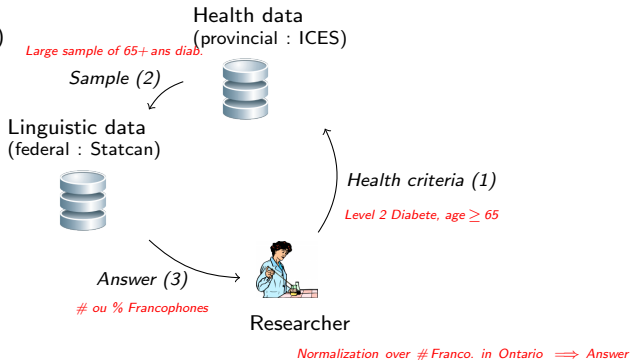 Health data
(provincial : ICES)
)
Large sample of 65+ ans diab.
Sample (2)
Linguistic data
(federal : Statcan)
Health criteria (1)
Level 2 Diabete, age ≥ 65
Answer (3)
# ou % Francophones
Researcher
Normalization over # Franco. in Ontario ⟹ Answer